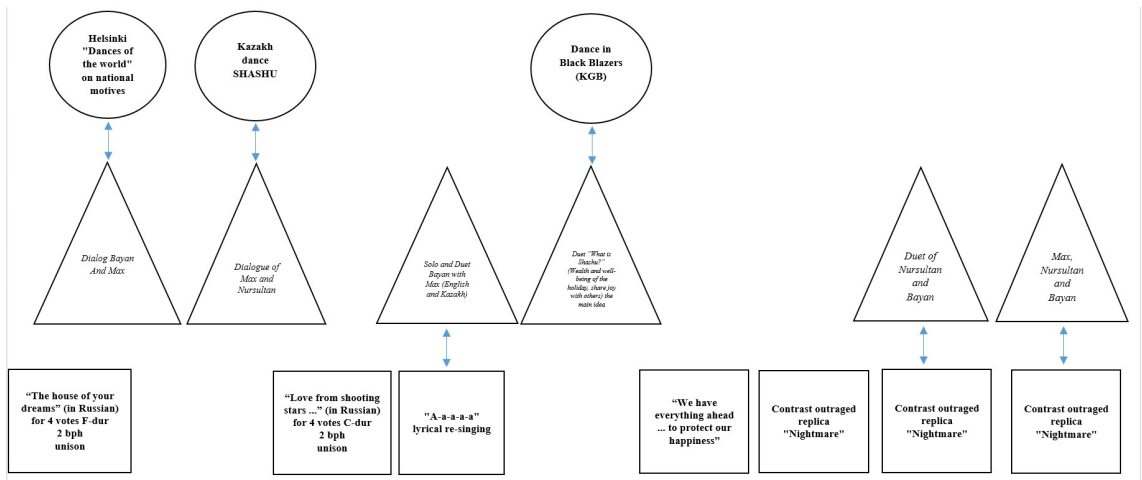 Helsinki
"Dances of
the world"
on national
motives
Kazakh
dance
SHASHU
Dance in
Black Blazers
(KGB)
Dialog Bayan
And Max
Dialogue of
Max and
Nursultan
Solo and Duet
Bayan with
Max (English
and Kazakh)
Duet "What is
Shashu?"
(Wealth and well-
being of the
holiday, share joy
with others) the
main idea
Duet of
Nursultan
and
Bayan
Max,
Nursultan
and
Bayan
“The house of your
dreams” (in Russian)
for 4 votes F-dur
2 bph
unison
“Love from shooting
stars ...” (in Russian)
for 4 votes C-dur
2 bph
unison
"A-a-a-a-a"
lyrical re-singing
“We have
everything ahead
... to protect our
happiness”
Contrast outraged
replica
"Nightmare"
Contrast outraged
replica
"Nightmare"
Contrast outraged
replica
"Nightmare"